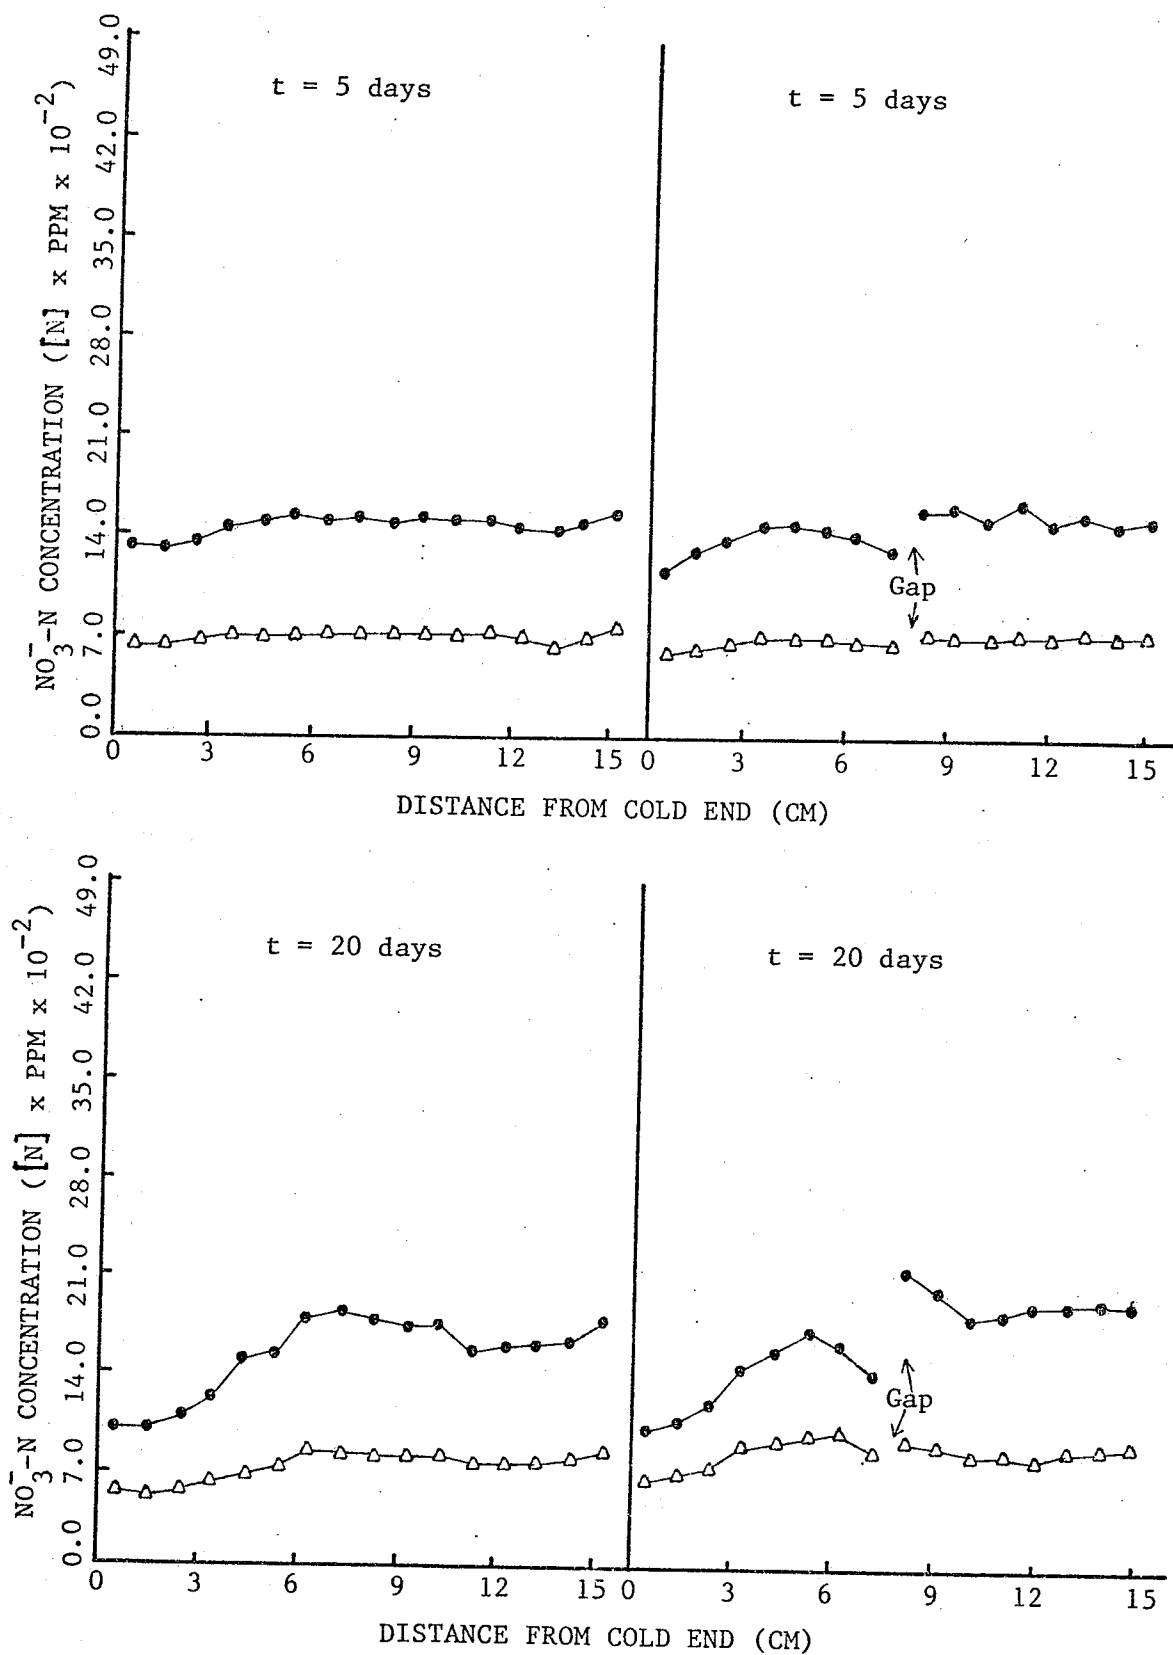 t = 5 days
t = 5 days
NO₃⁻-N CONCENTRATION ([N] x PPM x 10⁻²)
49.0
42.0
35.0
28.0
21.0
14.0
7.0
0.0
Gap
0 3 6 9 12 15 0 3 6 9 12 15
DISTANCE FROM COLD END (CM)
t = 20 days
t = 20 days
NO₃⁻-N CONCENTRATION ([N] x PPM x 10⁻²)
49.0
42.0
35.0
28.0
21.0
14.0
7.0
0.0
Gap
0 3 6 9 12 15 0 3 6 9 12 15
DISTANCE FROM COLD END (CM)